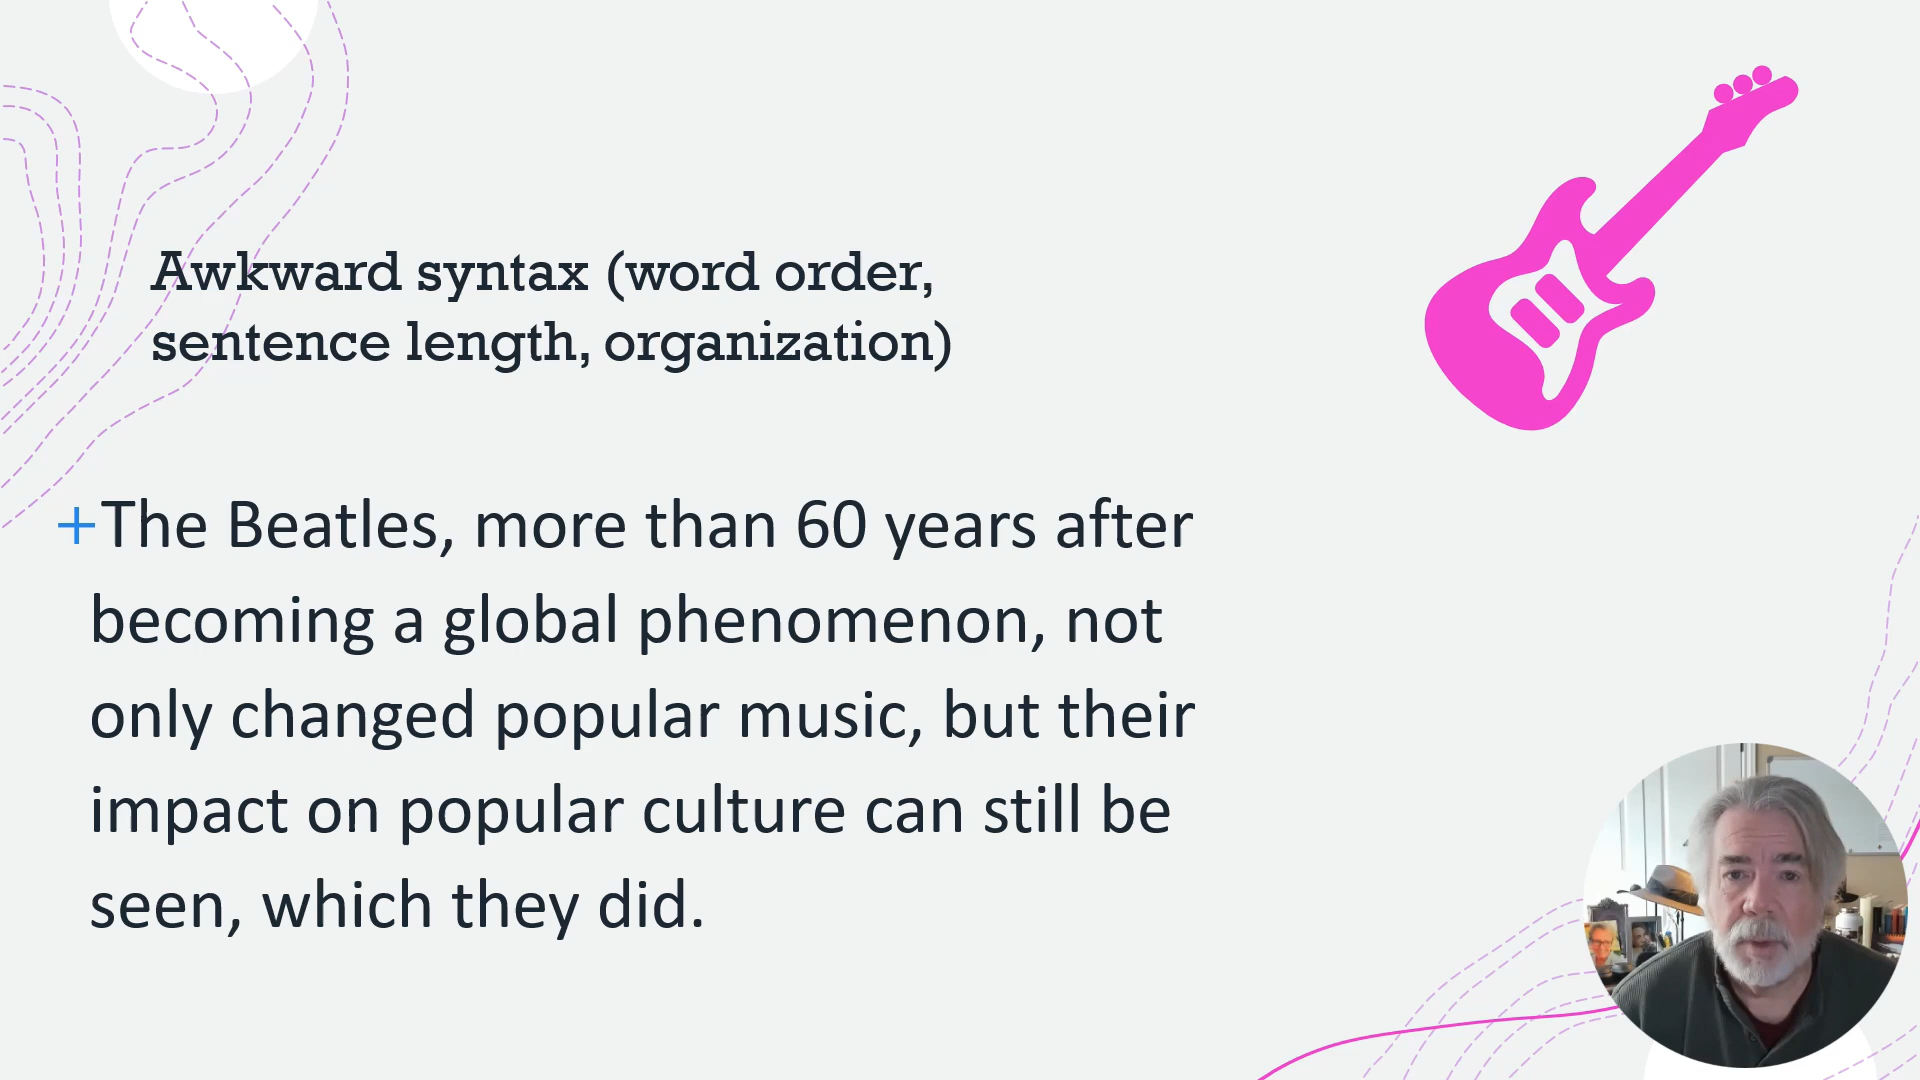 Awkward syntax (word order,
sentence length, organization)
+The Beatles, more than 60 years after
becoming a global phenomenon, not
only changed popular music, but their
impact on popular culture can still be
seen, which they did.